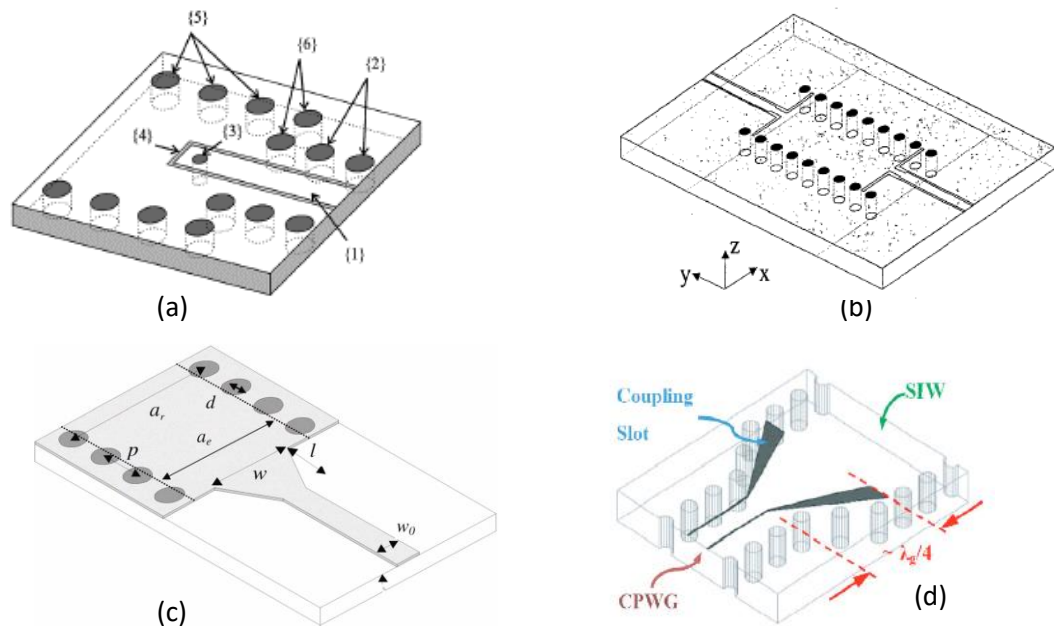 {5}
{6}
{2}
{4}
{3}
{1}
(a)
z
y
x
(b)
a_r
d
a_e
p
l
w
w_0
(c)
Coupling
Slot
SIW
~ λ_g/4
CPWG
(d)